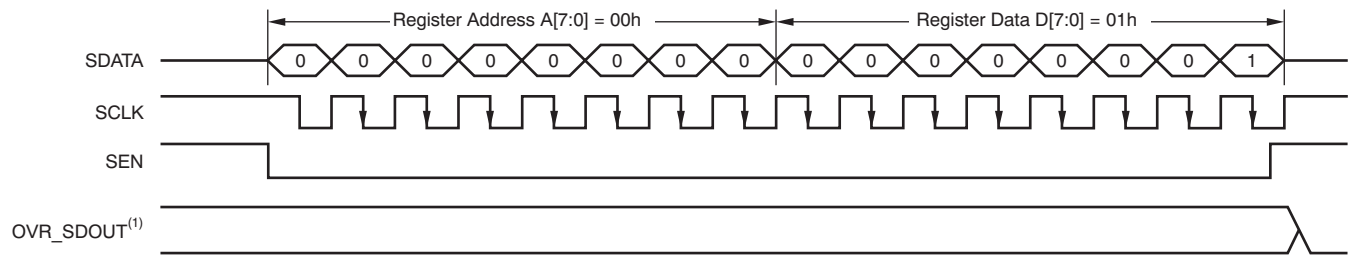 Register Address A[7:0] = 00h Register Data D[7:0] = 01h
SDATA 0 0 0 0 0 0 0 0 0 0 0 0 0 0 0 1
SCLK
SEN
OVR_SDOUT(1)